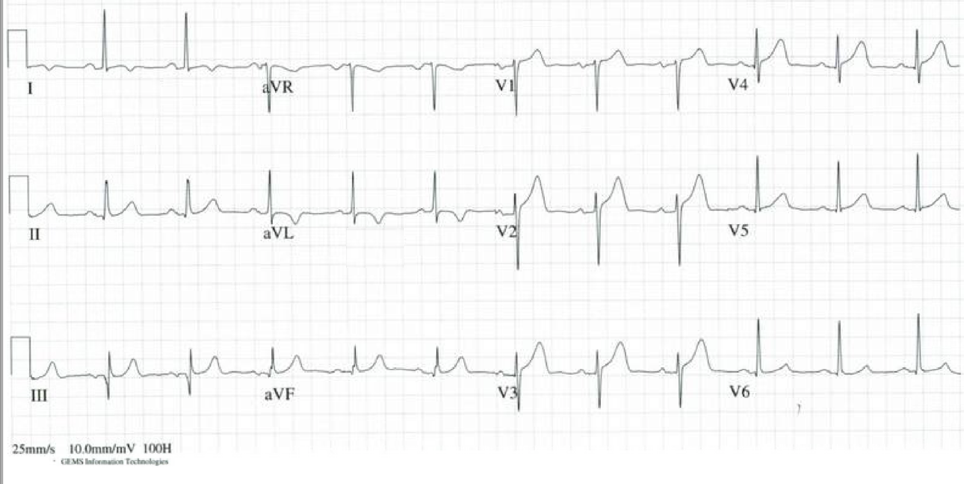 I aVR V1 V4
II aVL V2 V5
III aVF V3 V6
25mm/s 10.0mm/mV 100H
GEMS Information Technologies